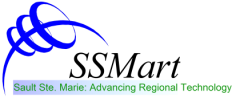 SSMart
Sault Ste. Marie: Advancing Regional Technology